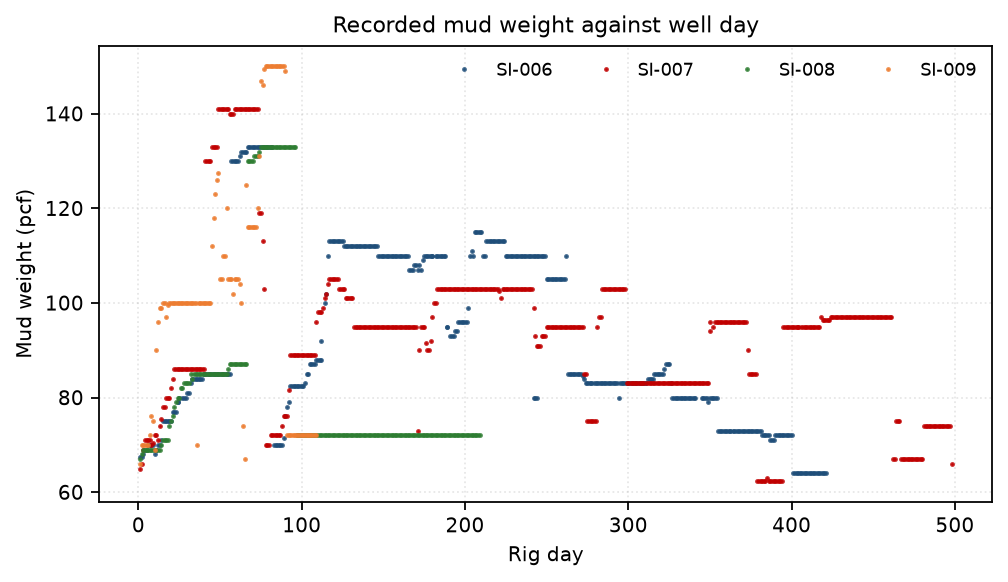 Recorded mud weight against well day
SI-006 SI-007 SI-008 SI-009
Mud weight (pcf)
140
120
100
80
60
0 100 200 300 400 500
Rig day